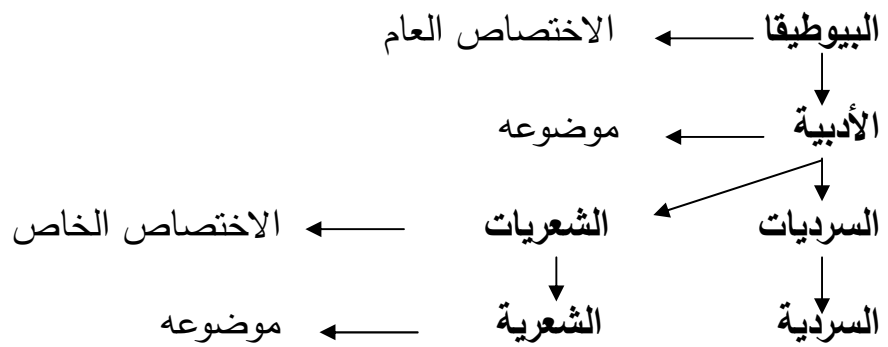 البيوطيقا الاختصاص العام
الأدبية موضوعه
السرديات الشعريات الاختصاص الخاص
السردية الشعرية موضوعه